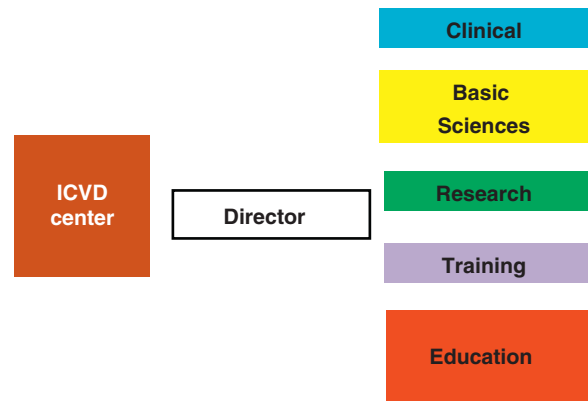 ICVD
center
Director
Clinical
Basic
Sciences
Research
Training
Education